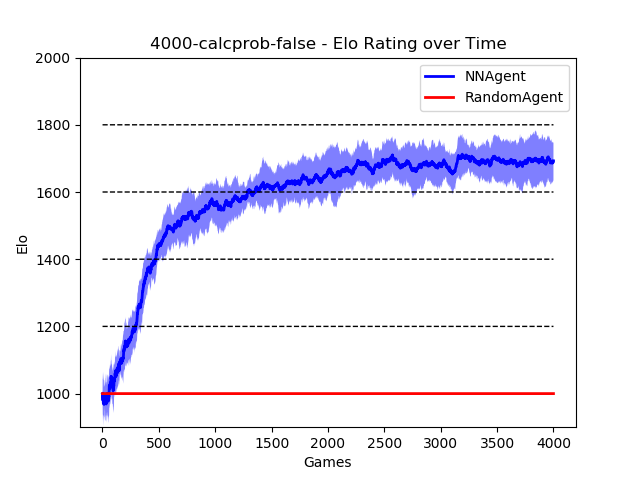 4000-calcprob-false - Elo Rating over Time
NNAgent
RandomAgent
2000
1800
1600
1400
1200
1000
Elo
0 500 1000 1500 2000 2500 3000 3500 4000
Games